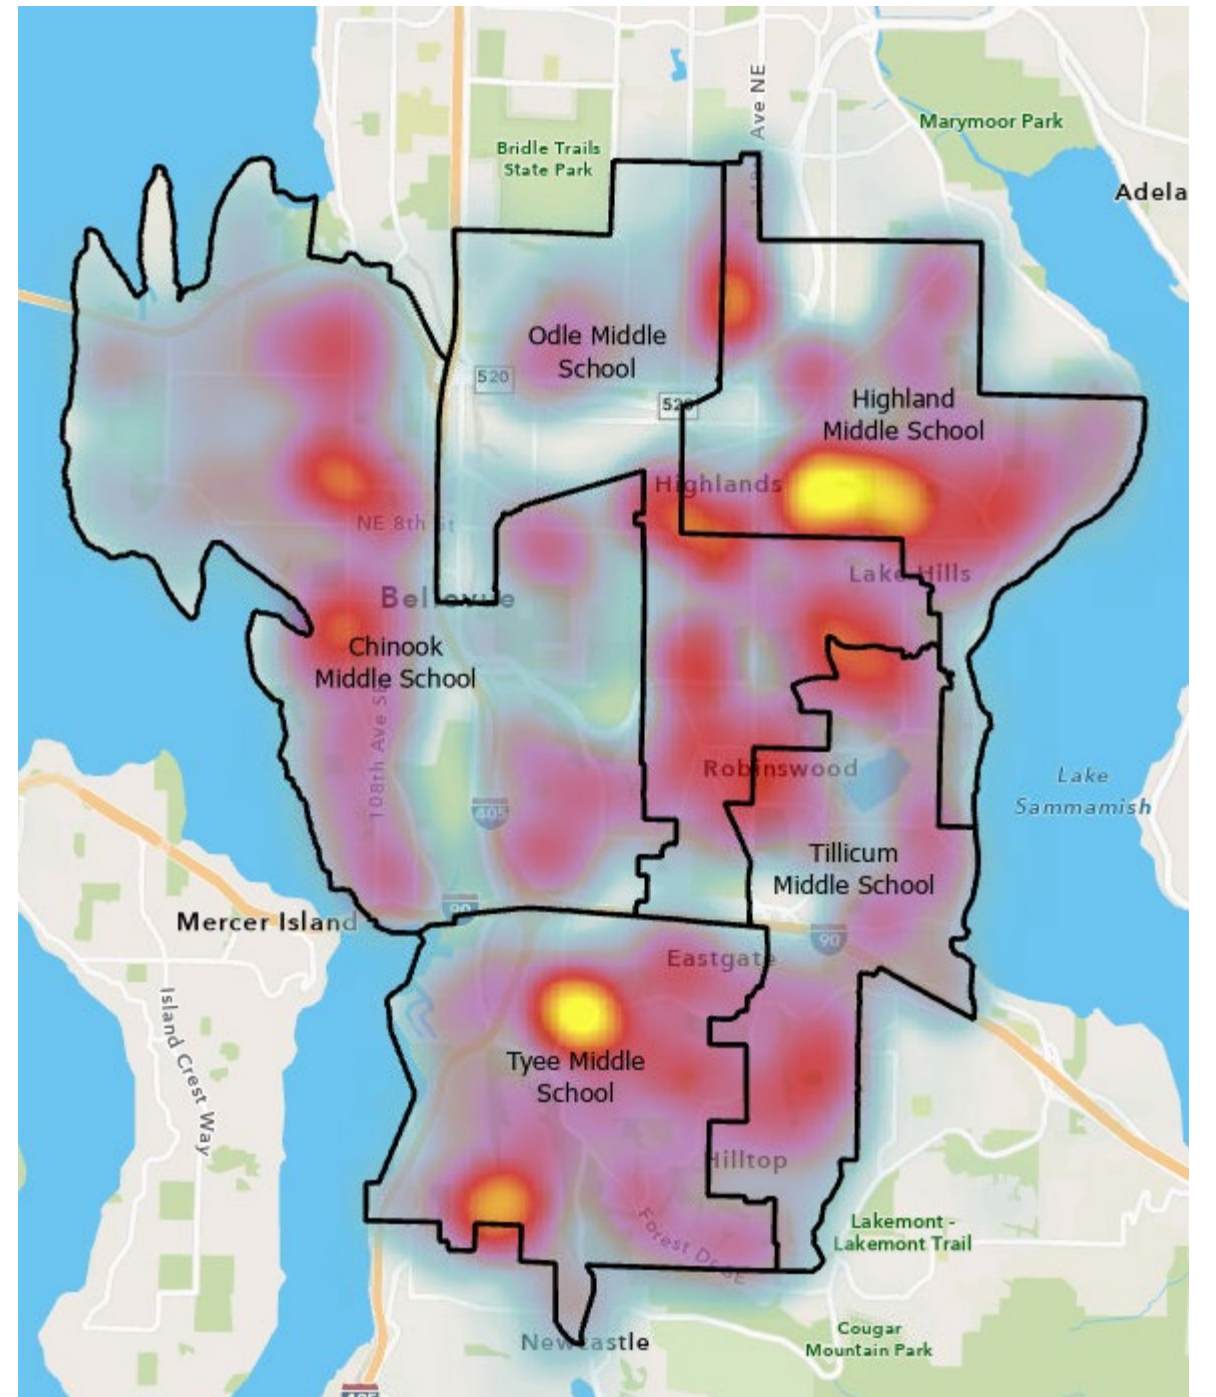 Ave NE
Marymoor Park
Bridle Trails
State Park
Adela
Odle Middle
School
520
520
Highland
Middle School
Highlands
NE 8th St
Lake Hills
Bellevue
Chinook
Middle School
108th Ave SE
Robinswood
405
Lake
Sammamish
Tillicum
Middle School
90
Mercer Island
90
Eastgate
Island Crest Way
Tyee Middle
School
Hilltop
Forest Dr SE
Lakemont -
Lakemont Trail
Newcastle
Cougar
Mountain Park
405